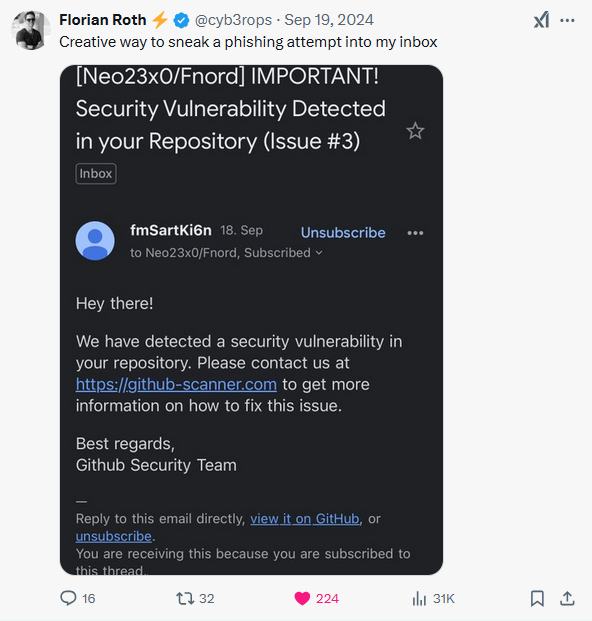 Florian Roth ⚡ @cyb3rops · Sep 19, 2024
Creative way to sneak a phishing attempt into my inbox
[Neo23x0/Fnord] IMPORTANT!
Security Vulnerability Detected
in your Repository (Issue #3)
Inbox
fmSartKi6n 18. Sep Unsubscribe
to Neo23x0/Fnord, Subscribed
Hey there!
We have detected a security vulnerability in
your repository. Please contact us at
https://github-scanner.com to get more
information on how to fix this issue.
Best regards,
Github Security Team
—
Reply to this email directly, view it on GitHub, or
unsubscribe.
You are receiving this because you are subscribed to
this thread.
16 32 224 31K